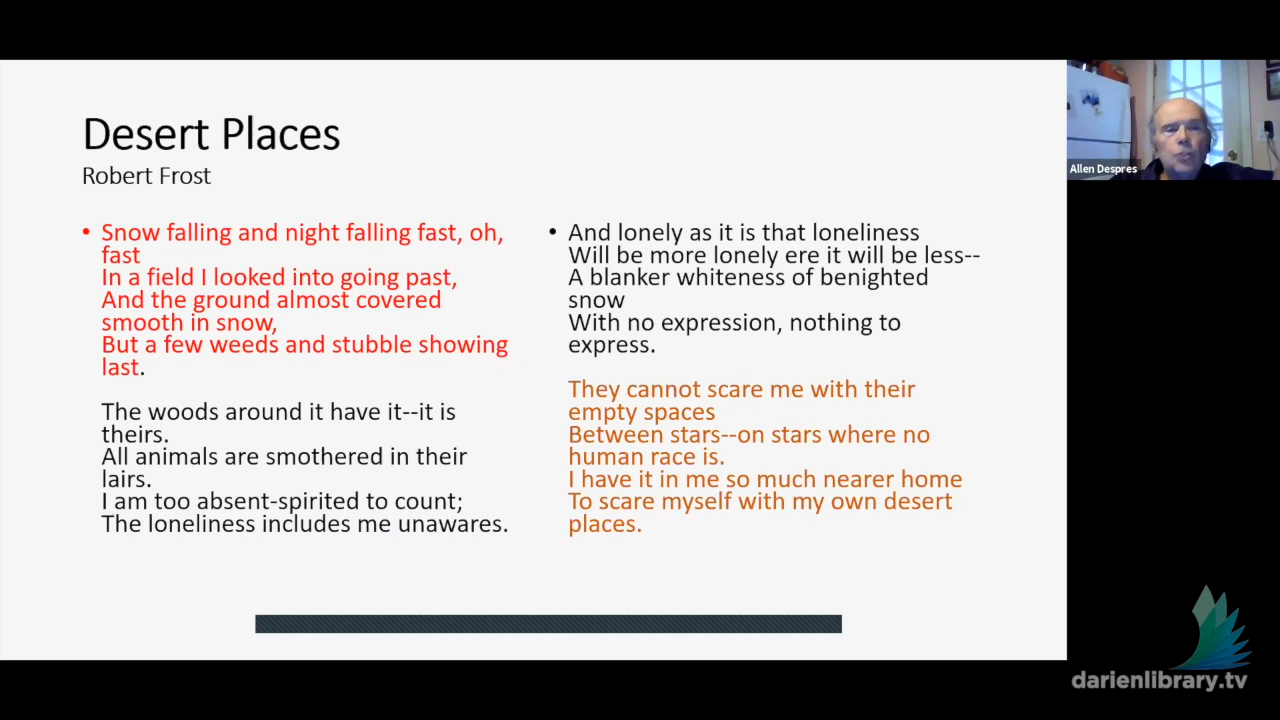 Desert Places
Robert Frost
• Snow falling and night falling fast, oh,
fast
In a field I looked into going past,
And the ground almost covered
smooth in snow,
But a few weeds and stubble showing
last.
The woods around it have it--it is
theirs.
All animals are smothered in their
lairs.
I am too absent-spirited to count;
The loneliness includes me unawares.
• And lonely as it is that loneliness
Will be more lonely ere it will be less--
A blanker whiteness of benighted
snow
With no expression, nothing to
express.
They cannot scare me with their
empty spaces
Between stars--on stars where no
human race is.
I have it in me so much nearer home
To scare myself with my own desert
places.
Allen Despres
darienlibrary.tv